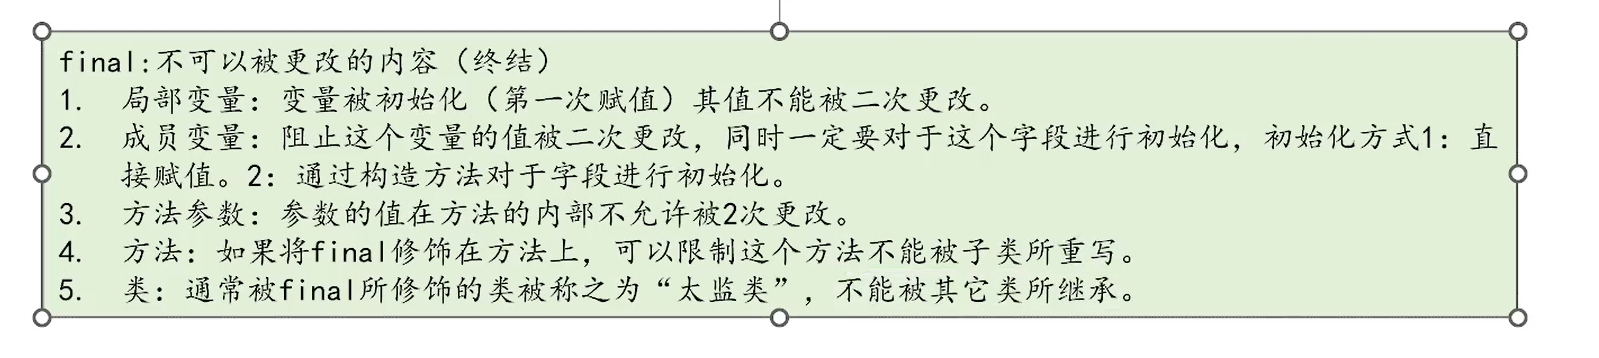 final:不可以被更改的内容（终结）
1. 局部变量：变量被初始化（第一次赋值）其值不能被二次更改。
2. 成员变量：阻止这个变量的值被二次更改，同时一定要对于这个字段进行初始化，初始化方式1：直
接赋值。2：通过构造方法对于字段进行初始化。
3. 方法参数：参数的值在方法的内部不允许被2次更改。
4. 方法：如果将final修饰在方法上，可以限制这个方法不能被子类所重写。
5. 类：通常被final所修饰的类被称之为“太监类”，不能被其它类所继承。